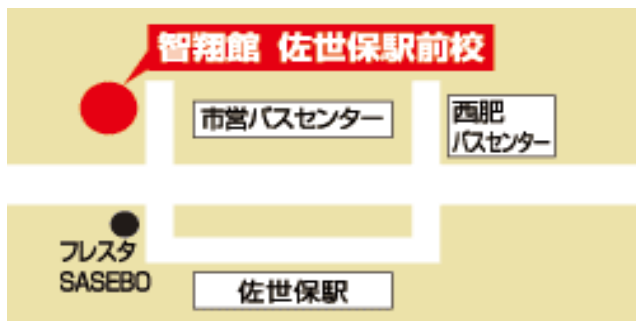 智翔館 佐世保駅前校
市営バスセンター
西肥
バスセンター
フレスタ
SASEBO
佐世保駅